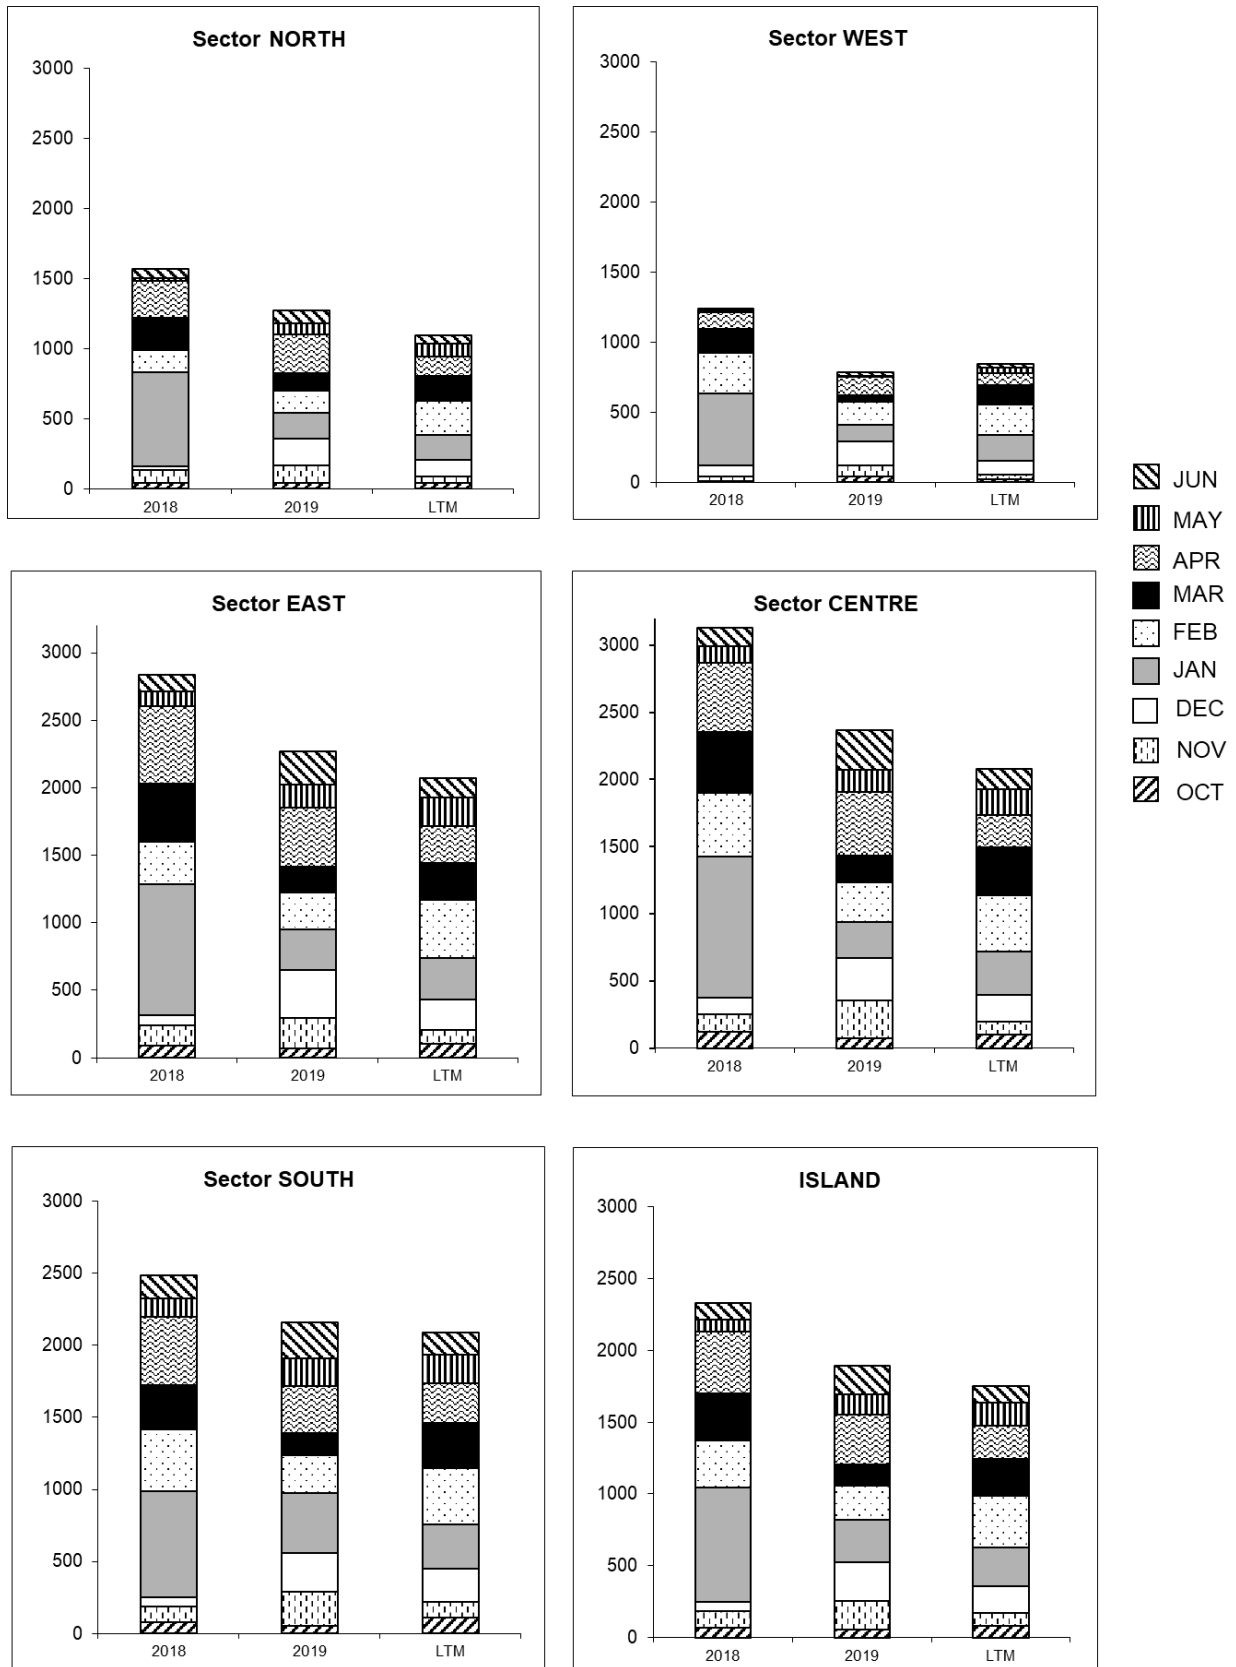 Sector NORTH
3000
2500
2000
1500
1000
500
0
2018 2019 LTM
Sector WEST
3000
2500
2000
1500
1000
500
0
2018 2019 LTM
JUN
MAY
APR
MAR
FEB
JAN
DEC
NOV
OCT
Sector EAST
3000
2500
2000
1500
1000
500
0
2018 2019 LTM
Sector CENTRE
3000
2500
2000
1500
1000
500
0
2018 2019 LTM
Sector SOUTH
3000
2500
2000
1500
1000
500
0
2018 2019 LTM
ISLAND
3000
2500
2000
1500
1000
500
0
2018 2019 LTM